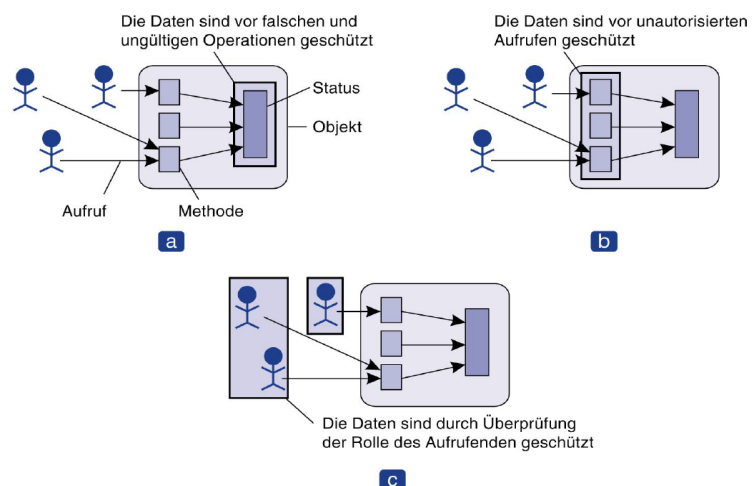 Die Daten sind vor falschen und
ungültigen Operationen geschützt
Status
Objekt
Aufruf
Methode
a
Die Daten sind vor unautorisierten
Aufrufen geschützt
b
Die Daten sind durch Überprüfung
der Rolle des Aufrufenden geschützt
c